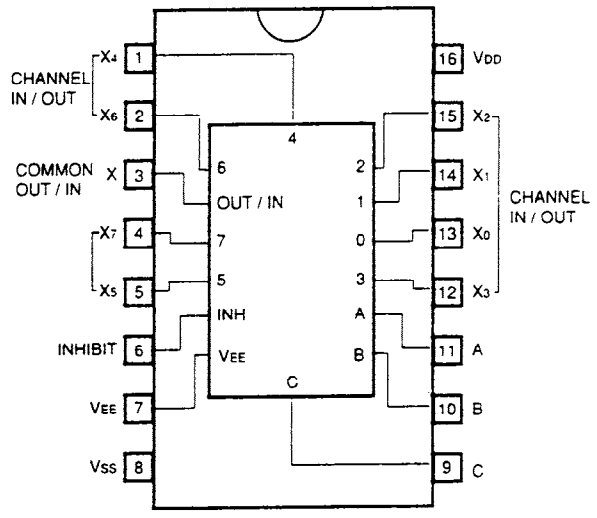 X4 1
CHANNEL
IN / OUT
X6 2
COMMON
OUT / IN
X 3
X7 4
X5 5
INHIBIT 6
VEE 7
VSS 8
4
6
OUT / IN
7
5
INH
VEE
C
2
1
0
3
A
B
16 VDD
15 X2
14 X1
CHANNEL
IN / OUT
13 X0
12 X3
11 A
10 B
9 C